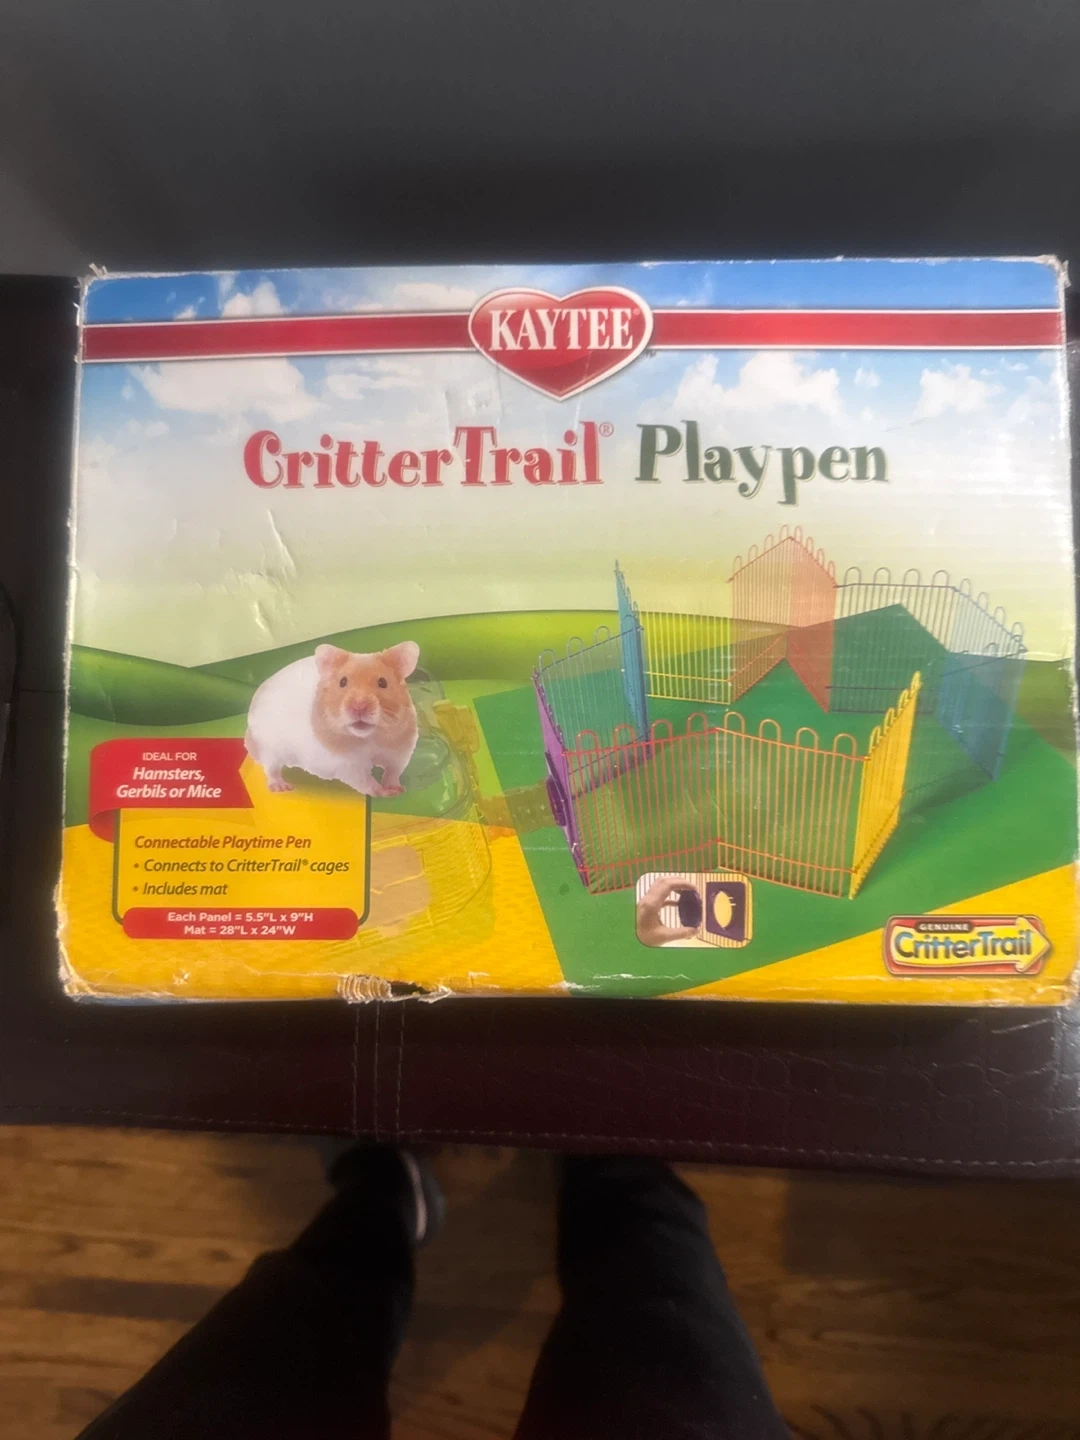 KAYTEE®
™
CritterTrail® Playpen
IDEAL FOR
Hamsters,
Gerbils or Mice
Connectable Playtime Pen
• Connects to CritterTrail® cages
• Includes mat
Each Panel = 5.5"L x 9"H
Mat = 28"L x 24"W
GENUINE
CritterTrail